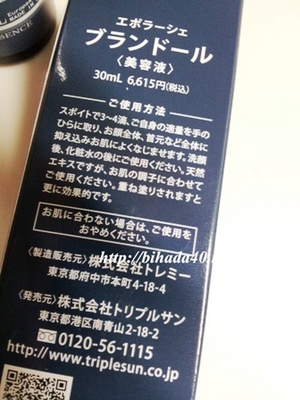 エポラーシェ
ブランドール
〈美容液〉
30mL 6,615円(税込)
ご使用方法
スポイトで3~4滴、ご自身の適量を手の
ひらに取り、お顔全体、首元など全体に
抑え込みお肌によくなじませます。洗顔
後、化粧水の後にご使用ください。天然
エキスですが、お肌の調子に合わせて
ご使用ください。重ね塗りされますと
更に効果的です。
お肌に合わない場合は、ご使用を
おやめください。
http://bihada40.
〈製造販売元〉株式会社トレミー
東京都府中市本町4-18-4
〈発売元〉株式会社トリプルサン
東京都港区南青山2-18-2
0120-56-1115
http://www.triplesun.co.jp
ESSENCE
MADE IN